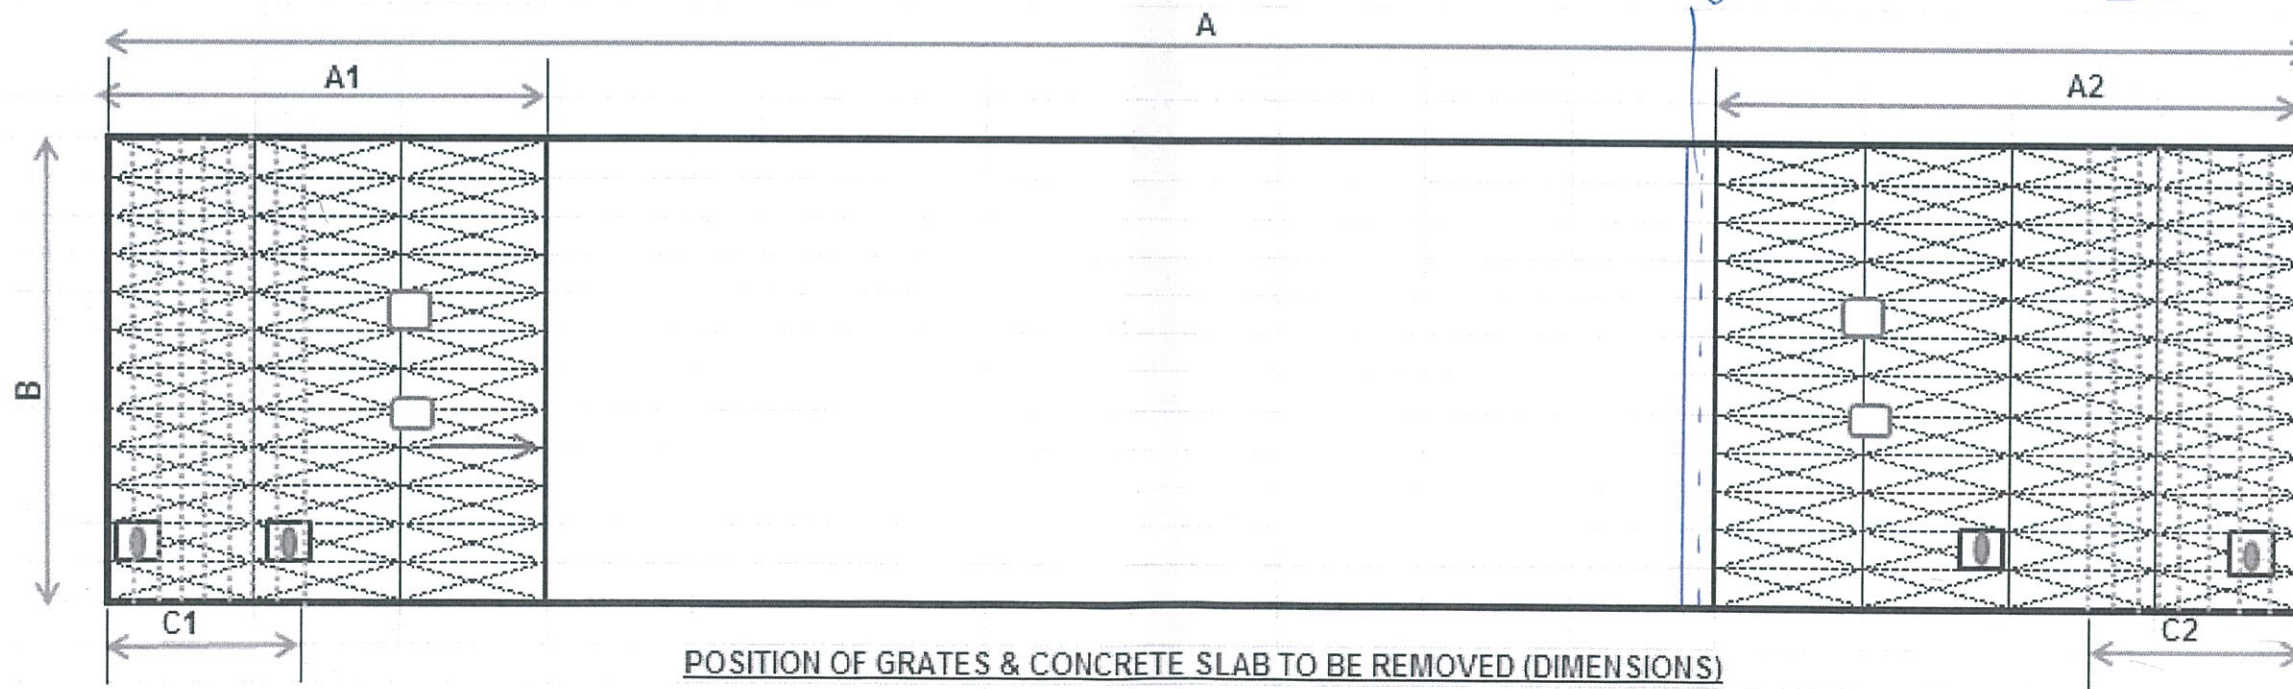 A
A1
A2
B
C1
C2
POSITION OF GRATES & CONCRETE SLAB TO BE REMOVED (DIMENSIONS)